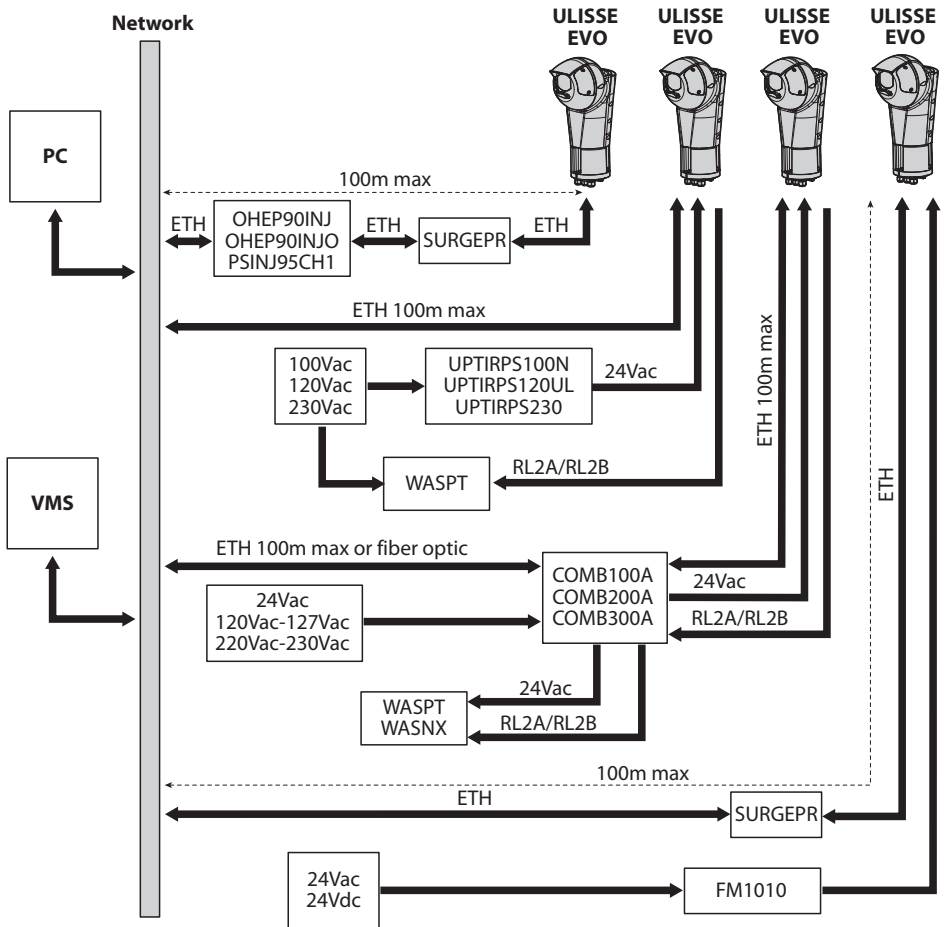 Network
ULISSE
EVO
ULISSE
EVO
ULISSE
EVO
ULISSE
EVO
PC
100m max
ETH
OHEP90INJ
OHEP90INJO
PSINJ95CH1
ETH
SURGEPR
ETH
ETH 100m max
100Vac
120Vac
230Vac
UPTIRPS100N
UPTIRPS120UL
UPTIRPS230
24Vac
ETH 100m max
WASPT
RL2A/RL2B
ETH
VMS
ETH 100m max or fiber optic
COMB100A
COMB200A
COMB300A
24Vac
RL2A/RL2B
24Vac
120Vac-127Vac
220Vac-230Vac
WASPT
WASNX
24Vac
RL2A/RL2B
100m max
ETH
SURGEPR
24Vac
24Vdc
FM1010